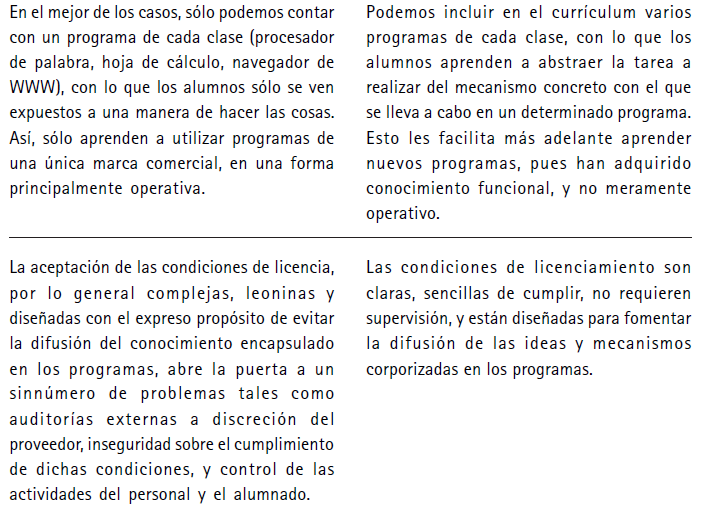 En el mejor de los casos, sólo podemos contar
con un programa de cada clase (procesador
de palabra, hoja de cálculo, navegador de
WWW), con lo que los alumnos sólo se ven
expuestos a una manera de hacer las cosas.
Así, sólo aprenden a utilizar programas de
una única marca comercial, en una forma
principalmente operativa.
Podemos incluir en el currículum varios
programas de cada clase, con lo que los
alumnos aprenden a abstraer la tarea a
realizar del mecanismo concreto con el que
se lleva a cabo en un determinado programa.
Esto les facilita más adelante aprender
nuevos programas, pues han adquirido
conocimiento funcional, y no meramente
operativo.
La aceptación de las condiciones de licencia,
por lo general complejas, leoninas y
diseñadas con el expreso propósito de evitar
la difusión del conocimiento encapsulado
en los programas, abre la puerta a un
sinnúmero de problemas tales como
auditorías externas a discreción del
proveedor, inseguridad sobre el cumplimiento
de dichas condiciones, y control de las
actividades del personal y el alumnado.
Las condiciones de licenciamiento son
claras, sencillas de cumplir, no requieren
supervisión, y están diseñadas para fomentar
la difusión de las ideas y mecanismos
corporizadas en los programas.